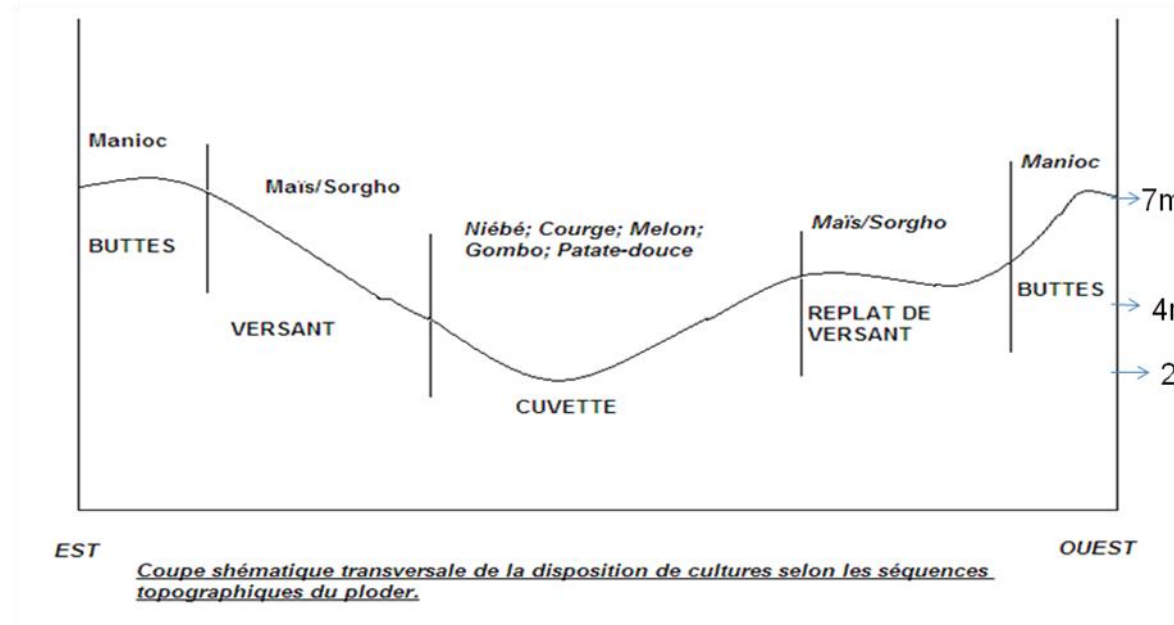 Manioc
Maïs/Sorgho
Niébé; Courge; Melon;
Gombo; Patate-douce
Maïs/Sorgho
Manioc
7m
BUTTES
VERSANT
CUVETTE
REPLAT DE
VERSANT
BUTTES
4m
2
EST
OUEST
Coupe shématique transversale de la disposition de cultures selon les séquences
topographiques du ploder.